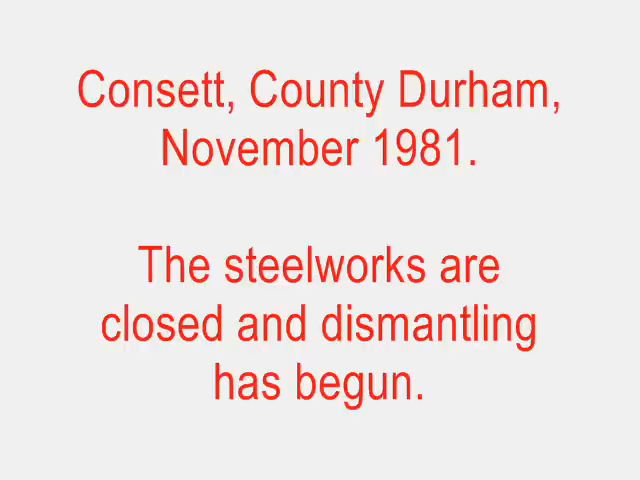 Consett, County Durham,
November 1981.
The steelworks are
closed and dismantling
has begun.